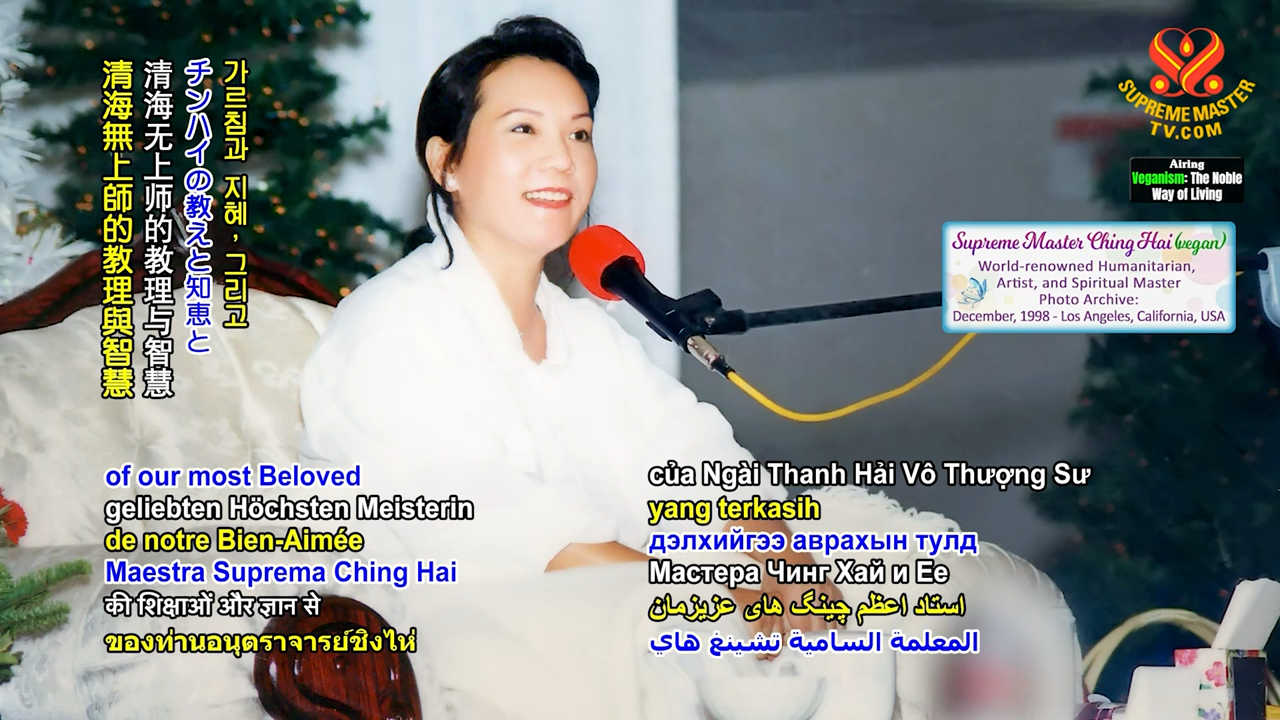 清海無上師的教理與智慧
清海无上师的教理与智慧
チンハイの教えと知恵と
가르침과 지혜, 그리고
SUPREME MASTER
TV.COM
Airing
Veganism: The Noble
Way of Living
Supreme Master Ching Hai (vegan)
World-renowned Humanitarian,
Artist, and Spiritual Master
Photo Archive:
December, 1998 - Los Angeles, California, USA
of our most Beloved
geliebten Höchsten Meisterin
de notre Bien-Aimée
Maestra Suprema Ching Hai
की शिक्षाओं और ज्ञान से
ของท่านอนุตราจารย์ชิงไห่
của Ngài Thanh Hải Vô Thượng Sư
yang terkasih
дэлхийгээ аврахын тулд
Мастера Чинг Хай и Ее
استاد اعظم چینگ های عزیزمان
المعلمة السامية تشينغ هاي